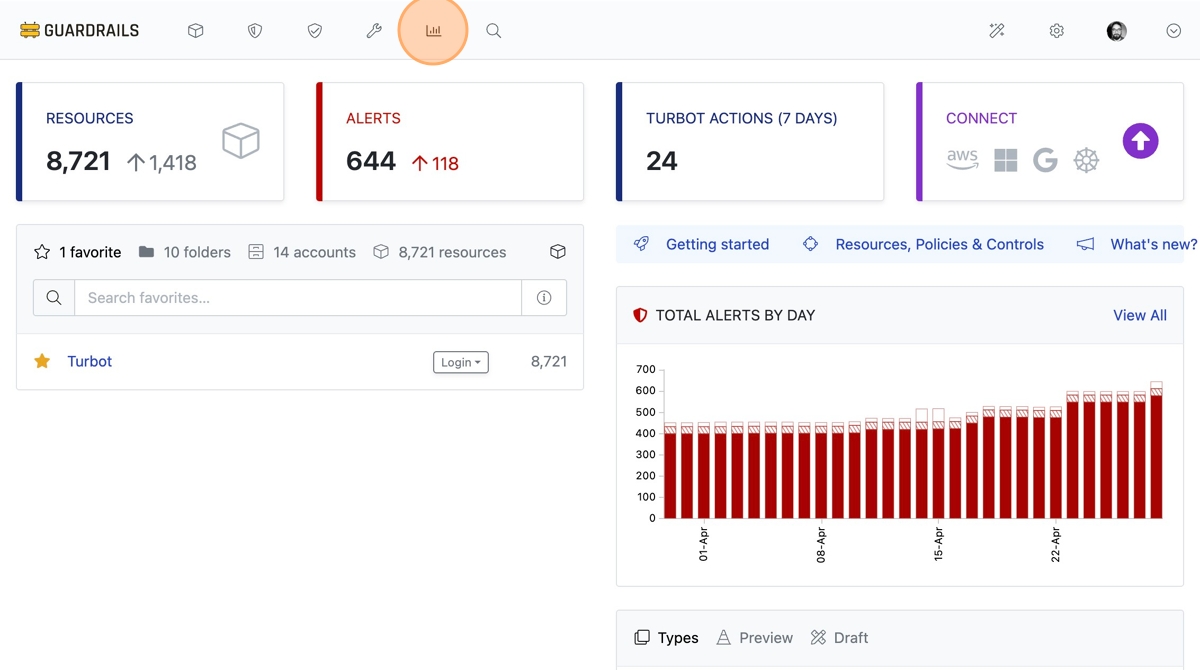 GUARDRAILS
RESOURCES
8,721 1,418
ALERTS
644 118
TURBOT ACTIONS (7 DAYS)
24
CONNECT
aws
1 favorite 10 folders 14 accounts 8,721 resources
Search favorites...
Turbot Login 8,721
Getting started Resources, Policies & Controls What's new?
TOTAL ALERTS BY DAY View All
700
600
500
400
300
200
100
0
01-Apr 08-Apr 15-Apr 22-Apr
Types Preview Draft